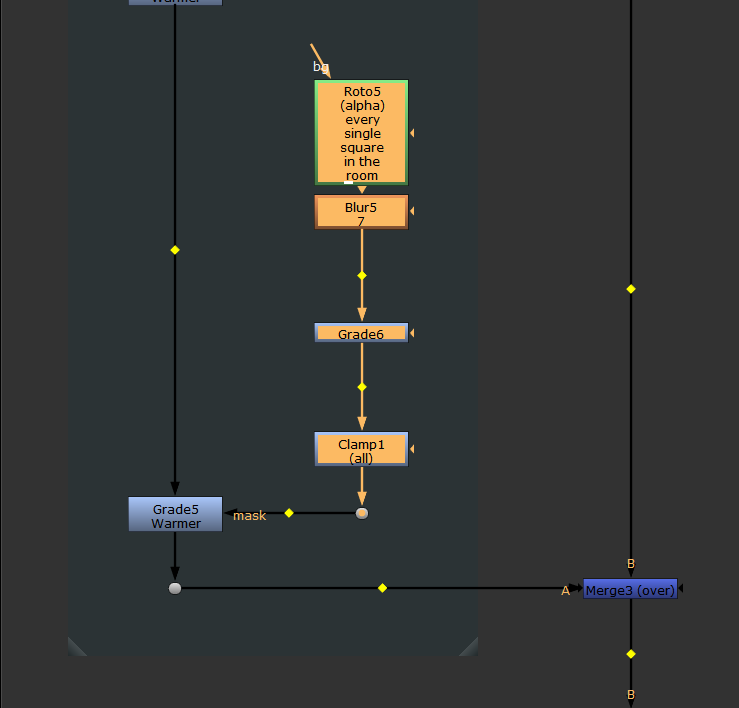 Warmer
bg
Roto5
(alpha)
every
single
square
in the
room
Blur5
7
Grade6
Clamp1
(all)
Grade5
Warmer
mask
B
A
Merge3 (over)
B